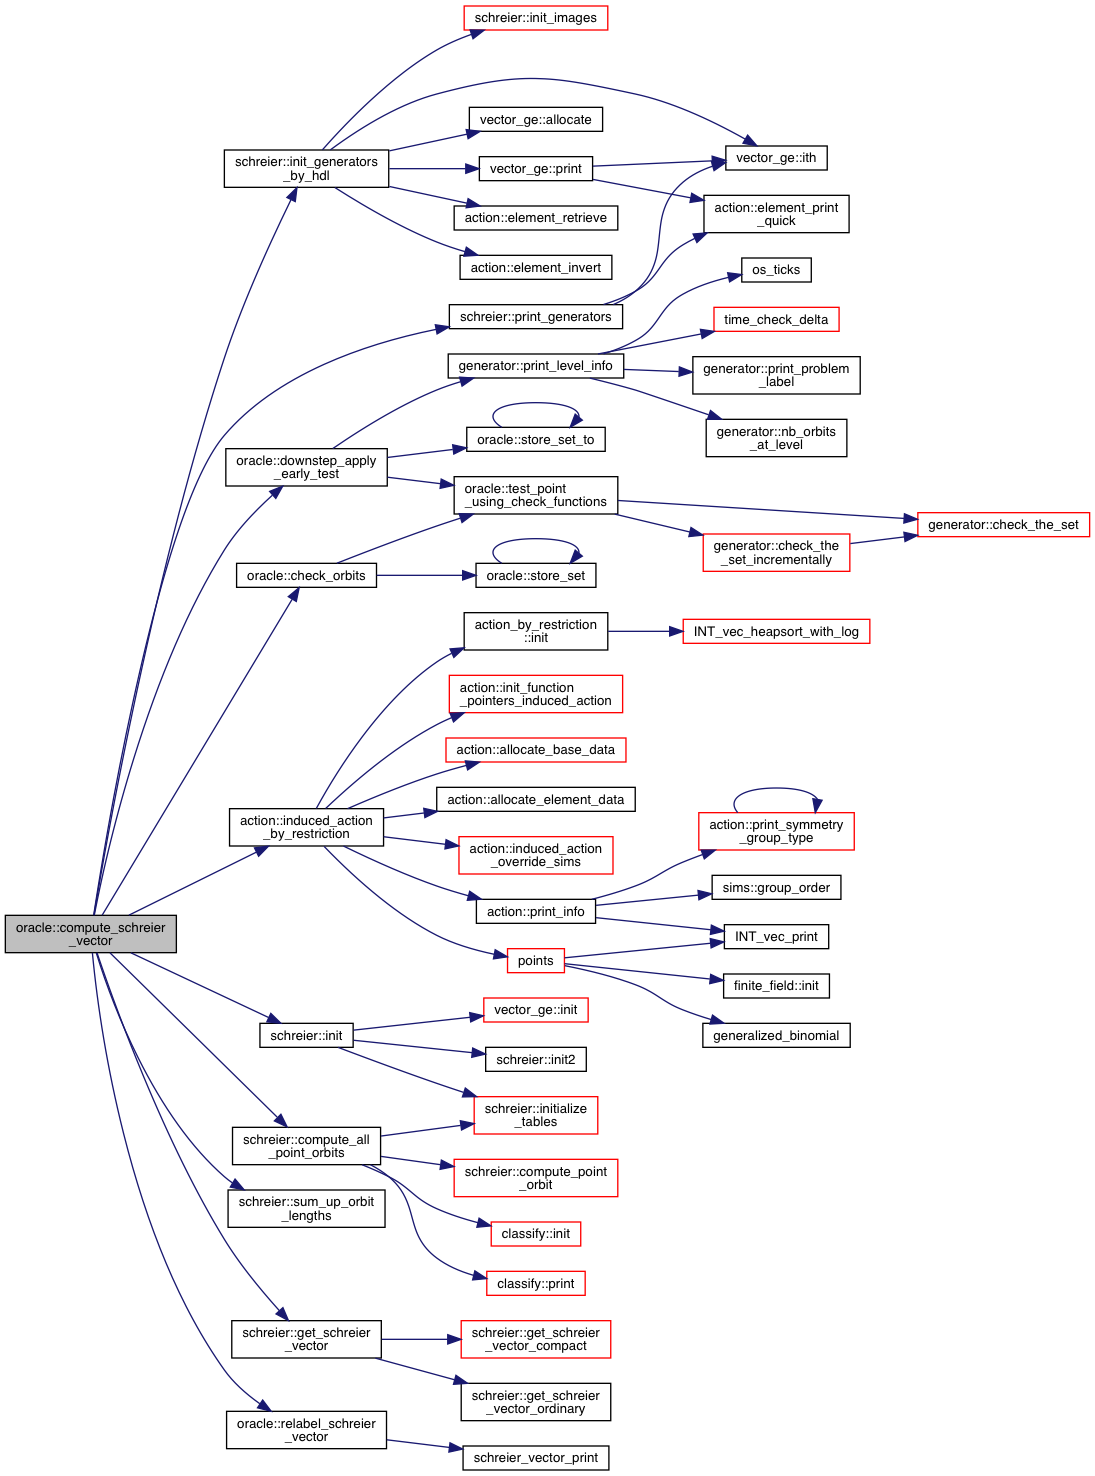 schreier::init_images
vector_ge::allocate
schreier::init_generators
_by_hdl
vector_ge::print
vector_ge::ith
action::element_retrieve
action::element_print
_quick
action::element_invert
os_ticks
schreier::print_generators
time_check_delta
generator::print_level_info
generator::print_problem
_label
oracle::store_set_to
generator::nb_orbits
_at_level
oracle::downstep_apply
_early_test
oracle::test_point
_using_check_functions
generator::check_the_set
generator::check_the
_set_incrementally
oracle::check_orbits
oracle::store_set
action_by_restriction
::init
INT_vec_heapsort_with_log
action::init_function
_pointers_induced_action
action::allocate_base_data
action::allocate_element_data
action::induced_action
_by_restriction
action::print_symmetry
_group_type
action::induced_action
_override_sims
sims::group_order
action::print_info
oracle::compute_schreier
_vector
INT_vec_print
points
finite_field::init
vector_ge::init
generalized_binomial
schreier::init
schreier::init2
schreier::initialize
_tables
schreier::compute_all
_point_orbits
schreier::compute_point
_orbit
schreier::sum_up_orbit
_lengths
classify::init
classify::print
schreier::get_schreier
_vector
schreier::get_schreier
_vector_compact
schreier::get_schreier
_vector_ordinary
oracle::relabel_schreier
_vector
schreier_vector_print